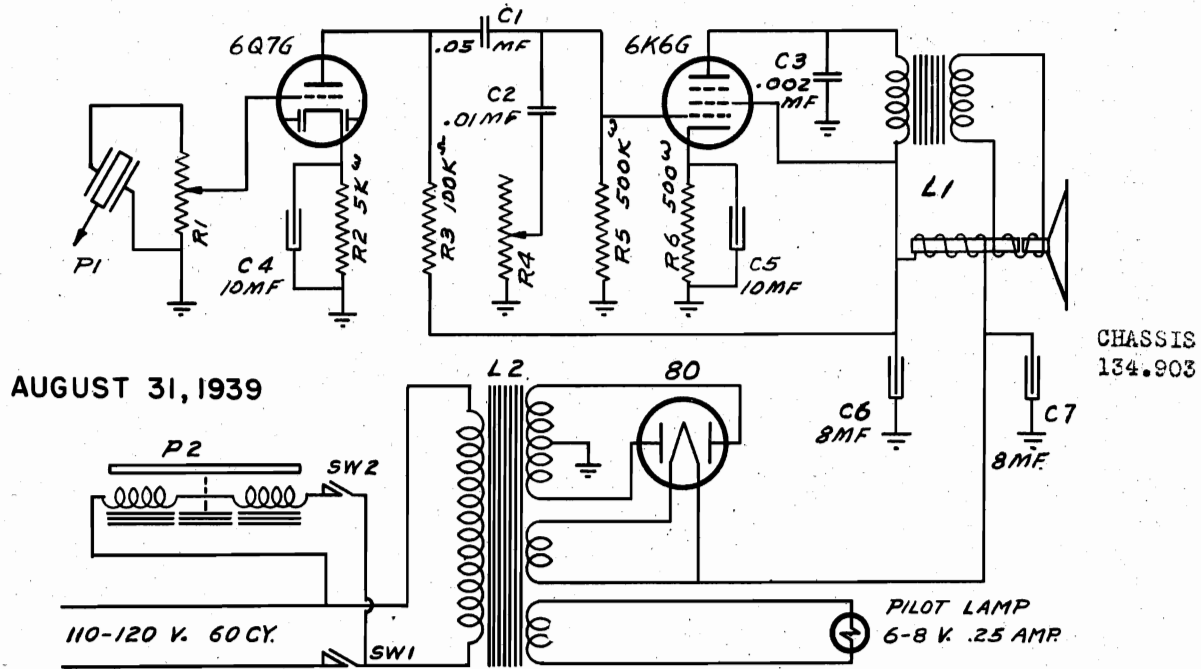 C1
.05 MF
6Q7G
6K6G
C3
.002
MF
C2
.01MF
P1
R1
C4
10MF
R2 5K ω
R3 100K Ω
R4
R5 500K ω
R6 500 ω
C5
10MF
L1
CHASSIS
134.903
C6
8MF
C7
8MF.
AUGUST 31, 1939
L2
80
P2
SW2
110-120 V. 60 CY.
SW1
PILOT LAMP
6-8 V. .25 AMP.